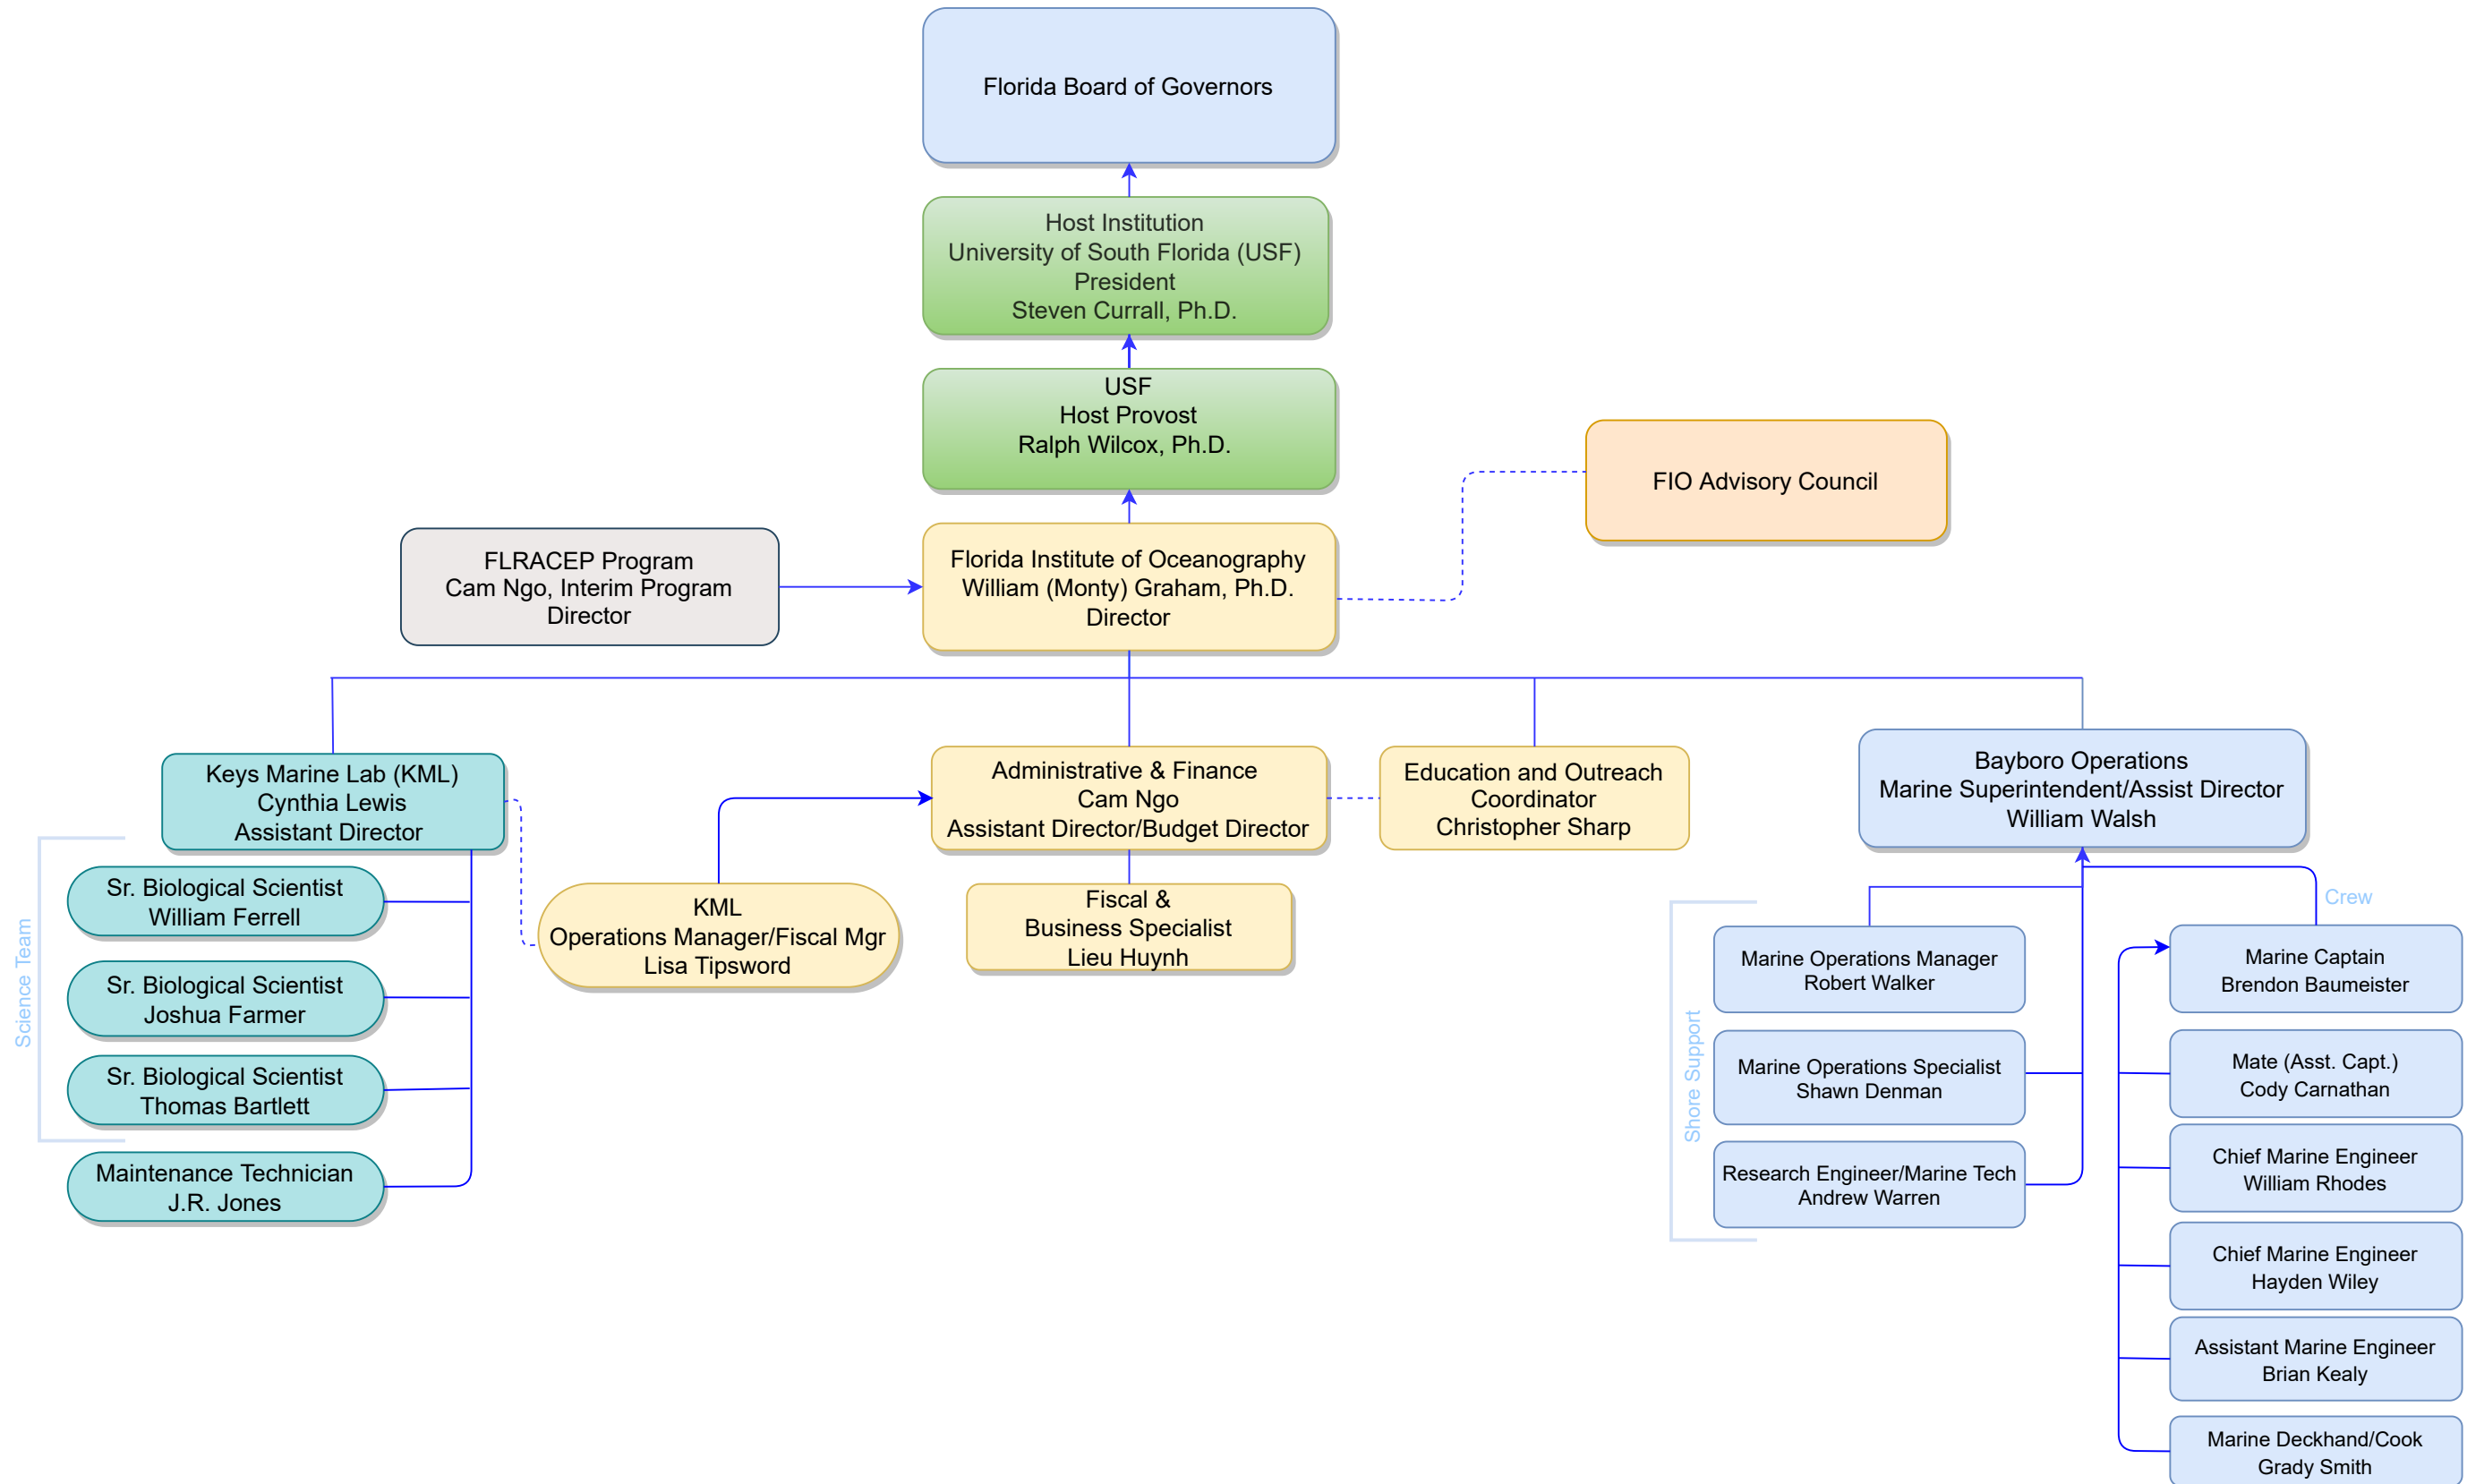 Florida Board of Governors
Host Institution
University of South Florida (USF)
President
Steven Currall, Ph.D.
USF
Host Provost
Ralph Wilcox, Ph.D.
FIO Advisory Council
FLRACEP Program
Cam Ngo, Interim Program
Director
Florida Institute of Oceanography
William (Monty) Graham, Ph.D.
Director
Keys Marine Lab (KML)
Cynthia Lewis
Assistant Director
Administrative & Finance
Cam Ngo
Assistant Director/Budget Director
Education and Outreach
Coordinator
Christopher Sharp
Bayboro Operations
Marine Superintendent/Assist Director
William Walsh
Science Team
Sr. Biological Scientist
William Ferrell
Sr. Biological Scientist
Joshua Farmer
Sr. Biological Scientist
Thomas Bartlett
Maintenance Technician
J.R. Jones
KML
Operations Manager/Fiscal Mgr
Lisa Tipsword
Fiscal &
Business Specialist
Lieu Huynh
Shore Support
Marine Operations Manager
Robert Walker
Marine Operations Specialist
Shawn Denman
Research Engineer/Marine Tech
Andrew Warren
Crew
Marine Captain
Brendon Baumeister
Mate (Asst. Capt.)
Cody Carnathan
Chief Marine Engineer
William Rhodes
Chief Marine Engineer
Hayden Wiley
Assistant Marine Engineer
Brian Kealy
Marine Deckhand/Cook
Grady Smith